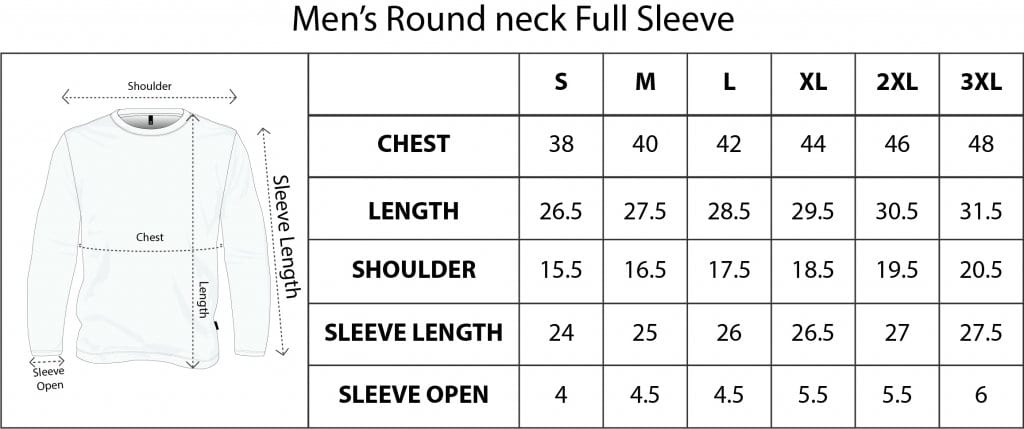 Men's Round neck Full Sleeve
Shoulder
Chest
Length
Sleeve Length
Sleeve
Open
S M L XL 2XL 3XL
CHEST 38 40 42 44 46 48
LENGTH 26.5 27.5 28.5 29.5 30.5 31.5
SHOULDER 15.5 16.5 17.5 18.5 19.5 20.5
SLEEVE LENGTH 24 25 26 26.5 27 27.5
SLEEVE OPEN 4 4.5 4.5 5.5 5.5 6